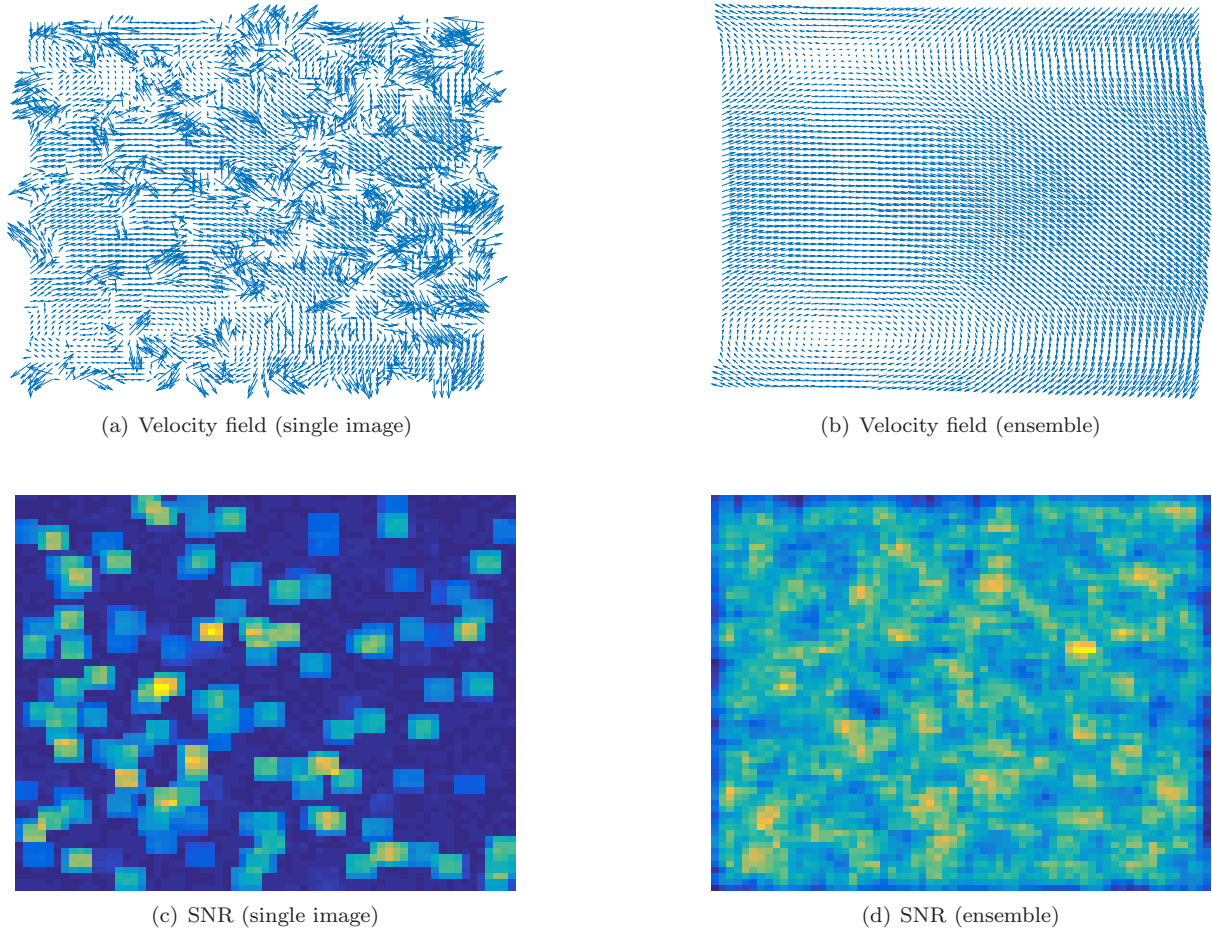 (a) Velocity field (single image)
(b) Velocity field (ensemble)
(c) SNR (single image)
(d) SNR (ensemble)